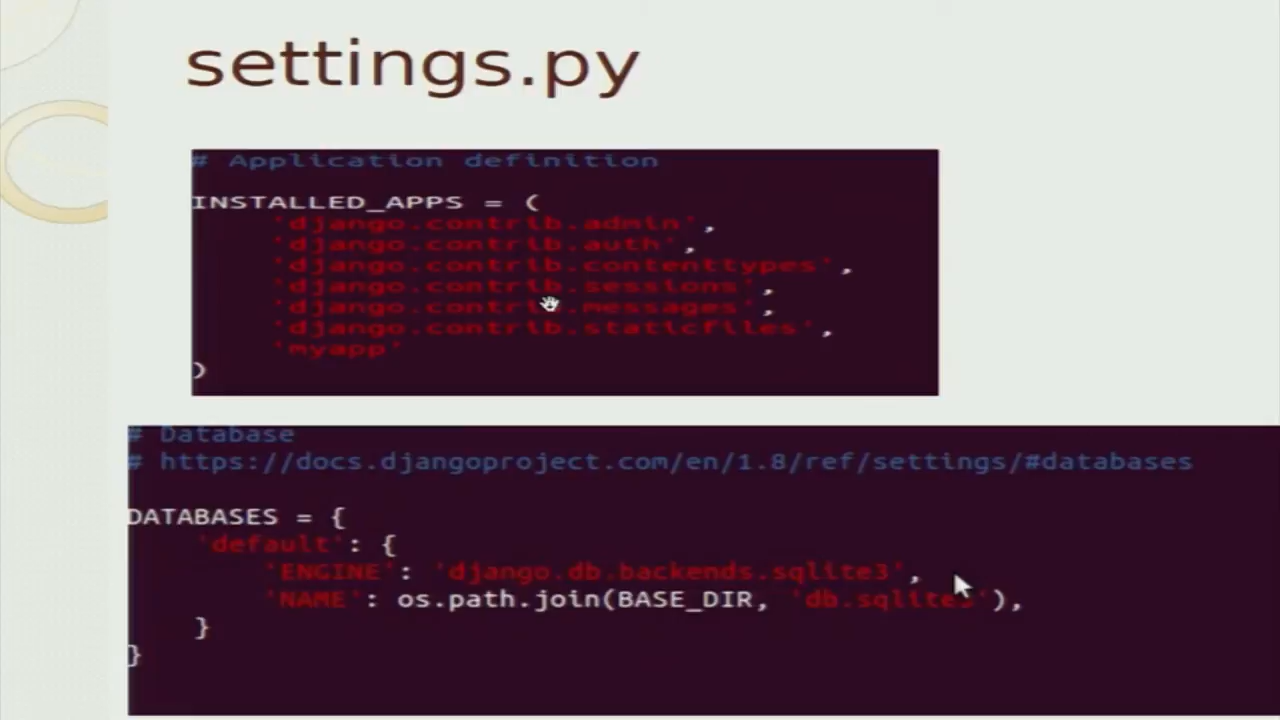 settings.py
# Application definition
INSTALLED_APPS = (
'django.contrib.admin',
'django.contrib.auth',
'django.contrib.contenttypes',
'django.contrib.sessions',
'django.contrib.messages',
'django.contrib.staticfiles',
'myapp'
)
# Database
# https://docs.djangoproject.com/en/1.8/ref/settings/#databases
DATABASES = {
'default': {
'ENGINE': 'django.db.backends.sqlite3',
'NAME': os.path.join(BASE_DIR, 'db.sqlite3'),
}
}